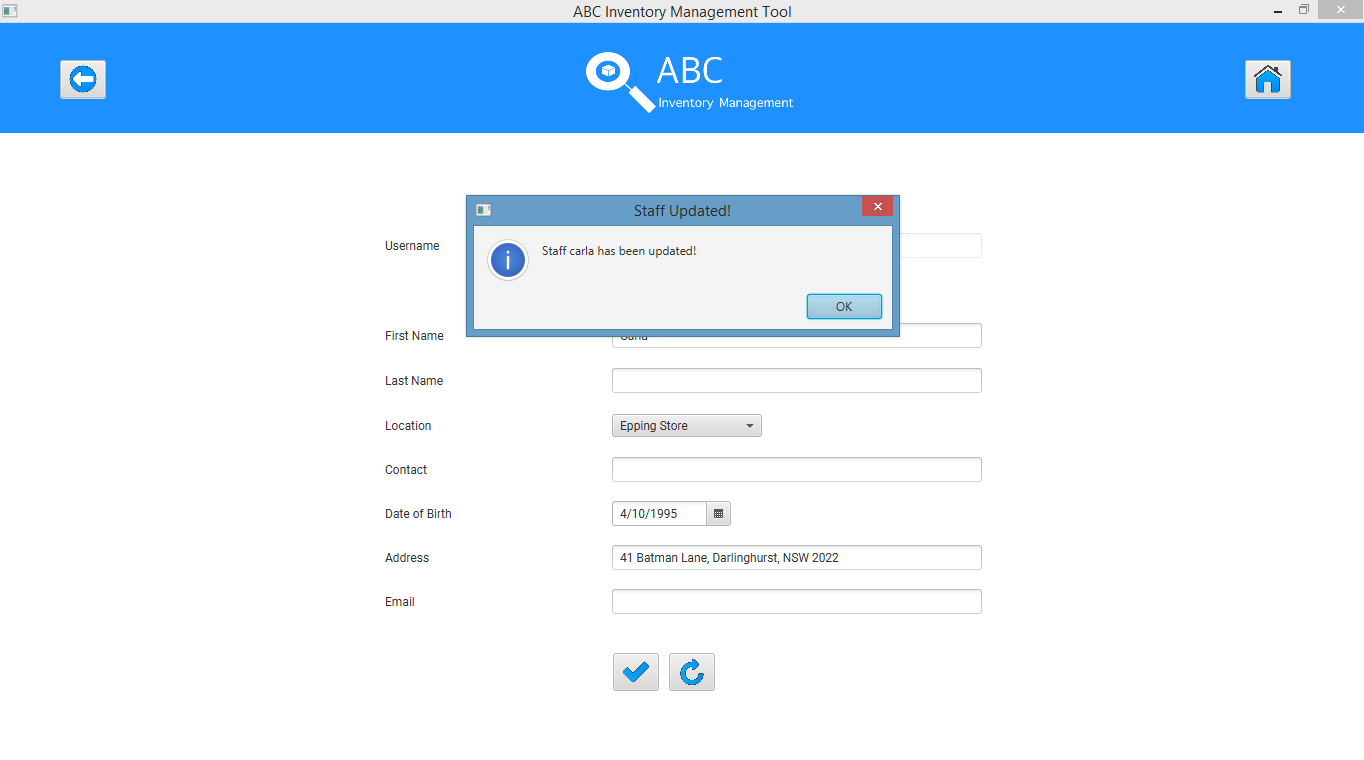 ABC Inventory Management Tool
ABC
Inventory Management
Staff Updated!
Staff carla has been updated!
OK
Username
First Name
Last Name
Location
Epping Store
Contact
Date of Birth
4/10/1995
Address
41 Batman Lane, Darlinghurst, NSW 2022
Email